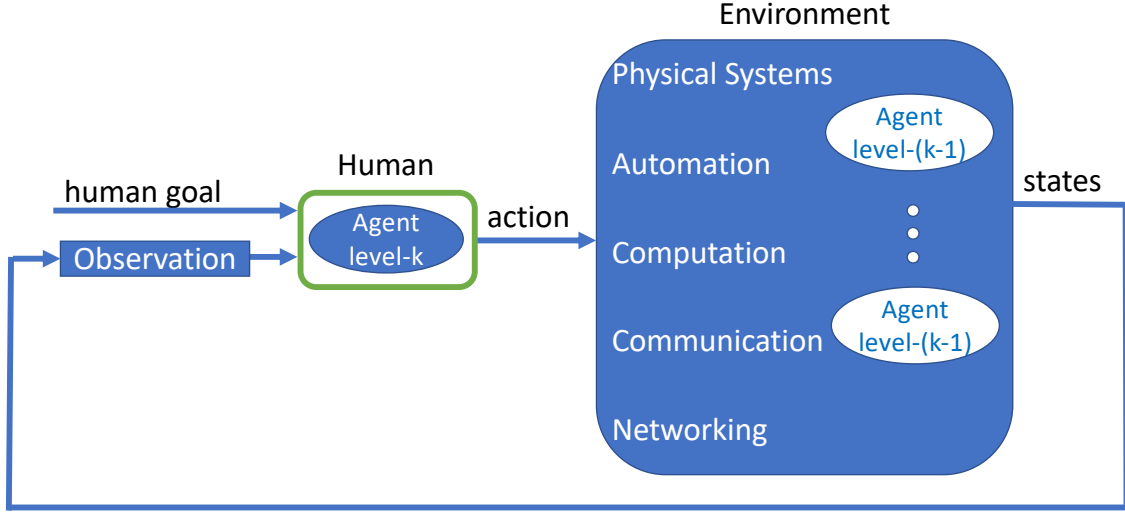 Environment
Physical Systems
Agent
level-(k-1)
Automation
Human
human goal
states
Agent
level-k
action
Observation
Computation
Agent
level-(k-1)
Communication
Networking